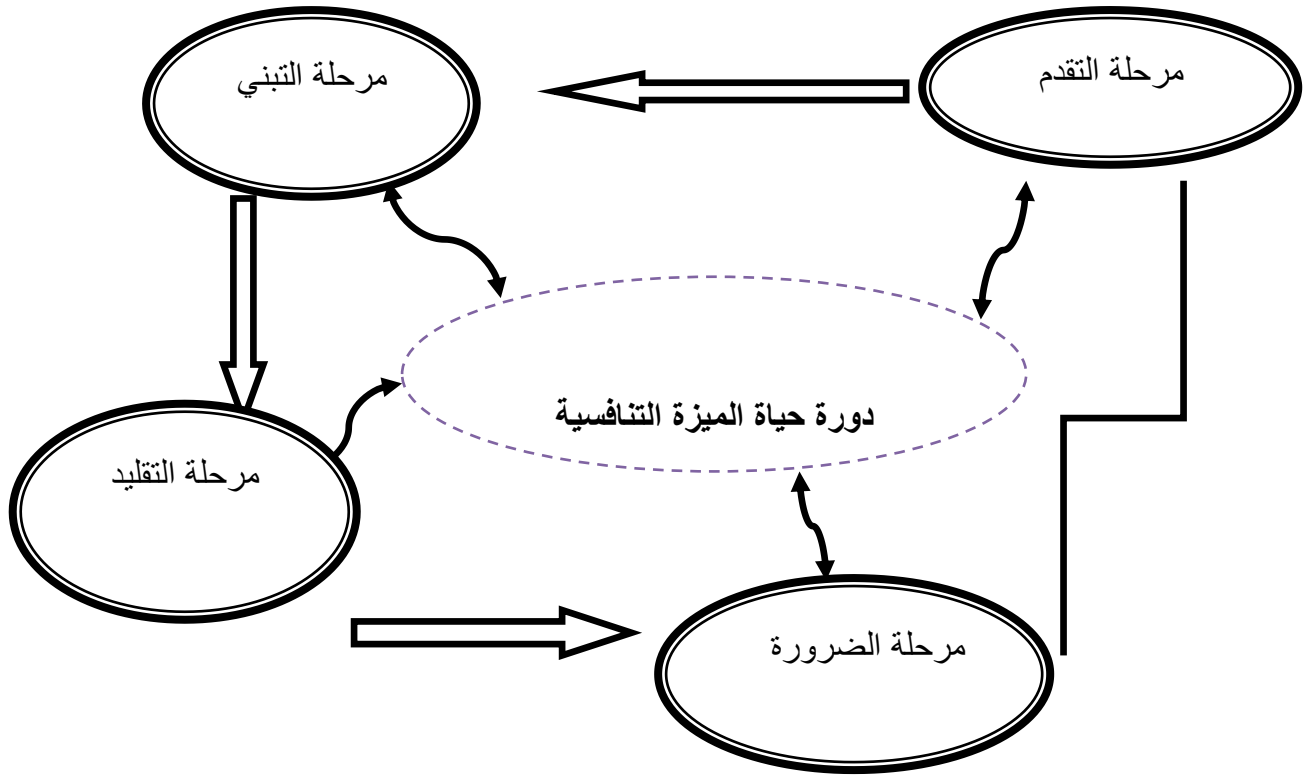 مرحلة التقدم
مرحلة التبني
دورة حياة الميزة التنافسية
مرحلة التقليد
مرحلة الضرورة